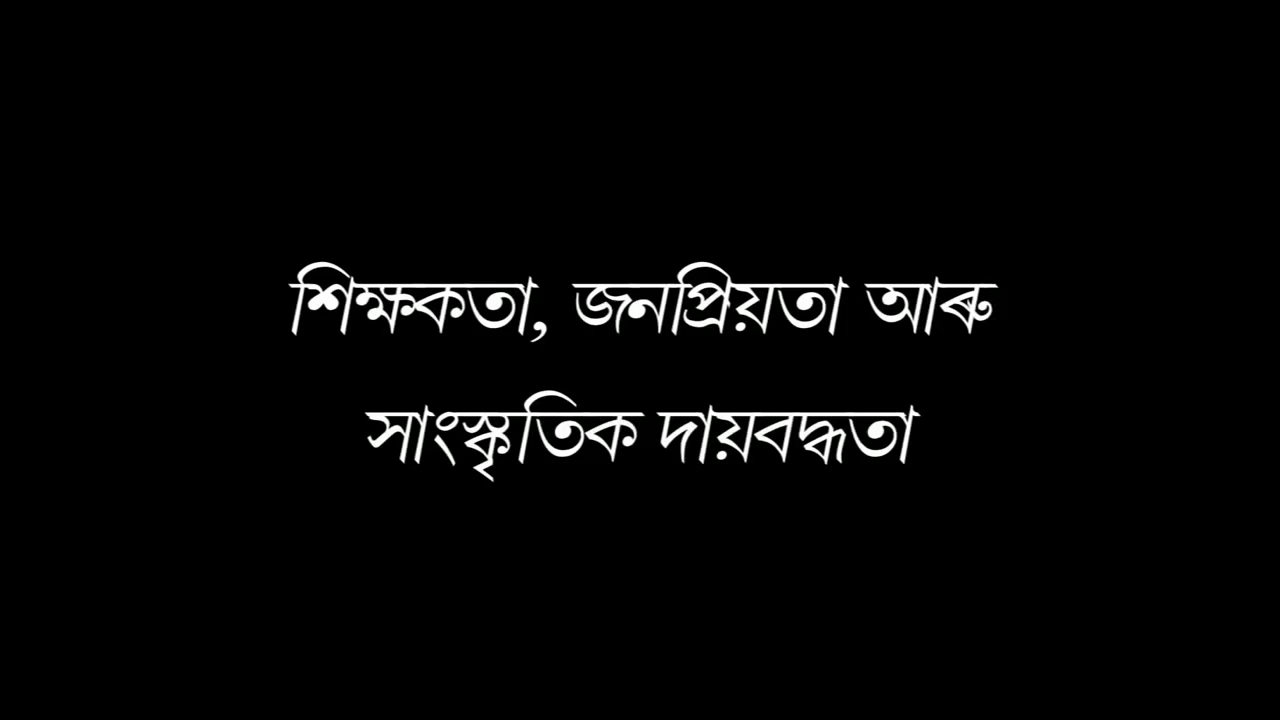 শিক্ষকতা, জনপ্ৰিয়তা আৰু
সাংস্কৃতিক দায়বদ্ধতা